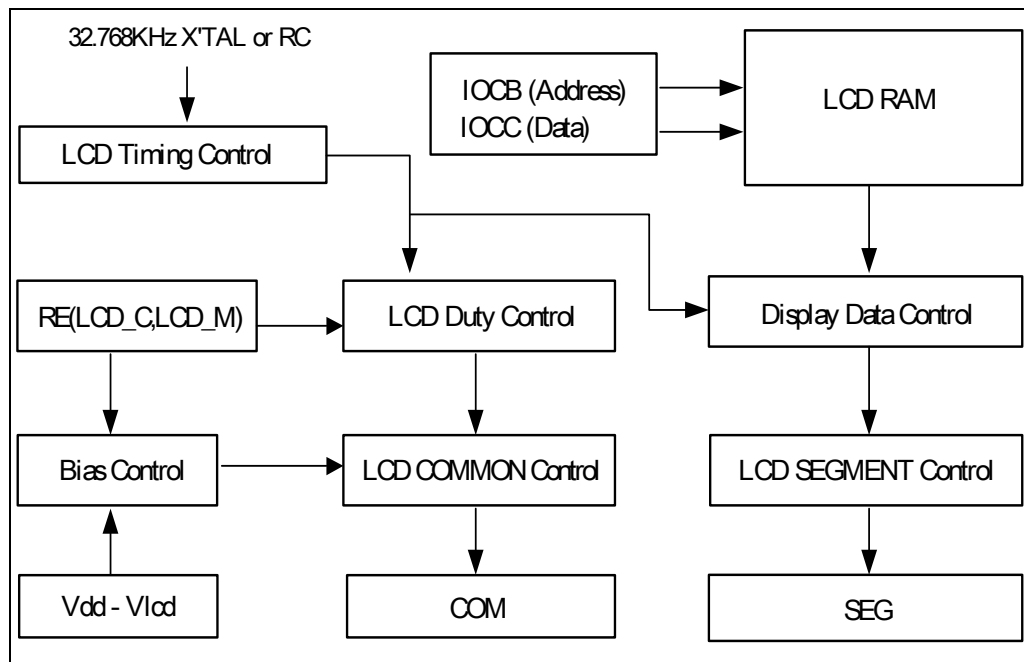 32.768KHz X'TAL or RC
IOCB (Address)
IOCC (Data)
LCD RAM
LCD Timing Control
RE(LCD_C,LCD_M)
LCD Duty Control
Display Data Control
Bias Control
LCD COMMON Control
LCD SEGMENT Control
Vdd - Vlcd
COM
SEG